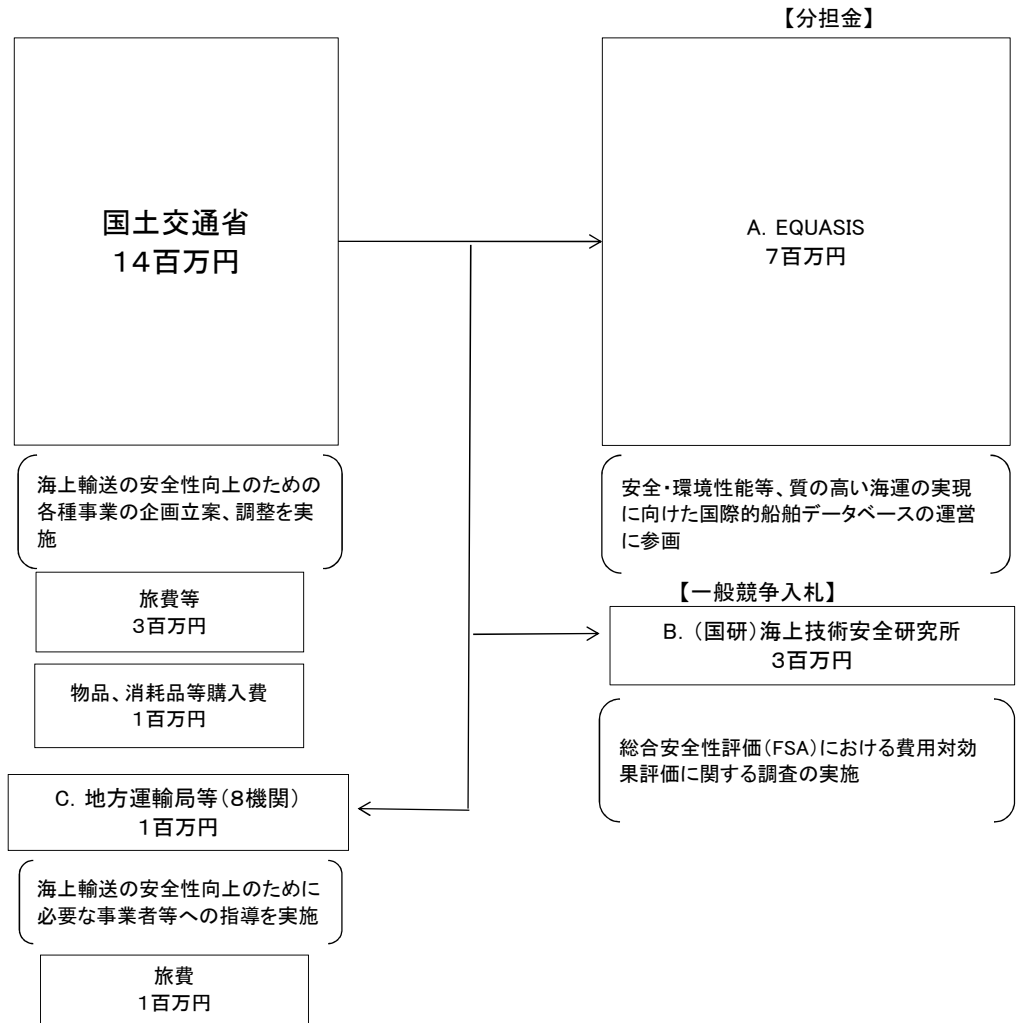 【分担金】
国土交通省
14百万円
A．EQUASIS
7百万円
海上輸送の安全性向上のための
各種事業の企画立案、調整を実
施
安全・環境性能等、質の高い海運の実現
に向けた国際的船舶データベースの運営
に参画
旅費等
3百万円
【一般競争入札】
B．（国研）海上技術安全研究所
3百万円
物品、消耗品等購入費
1百万円
総合安全性評価（FSA）における費用対効
果評価に関する調査の実施
C．地方運輸局等（8機関）
1百万円
海上輸送の安全性向上のために
必要な事業者等への指導を実施
旅費
1百万円